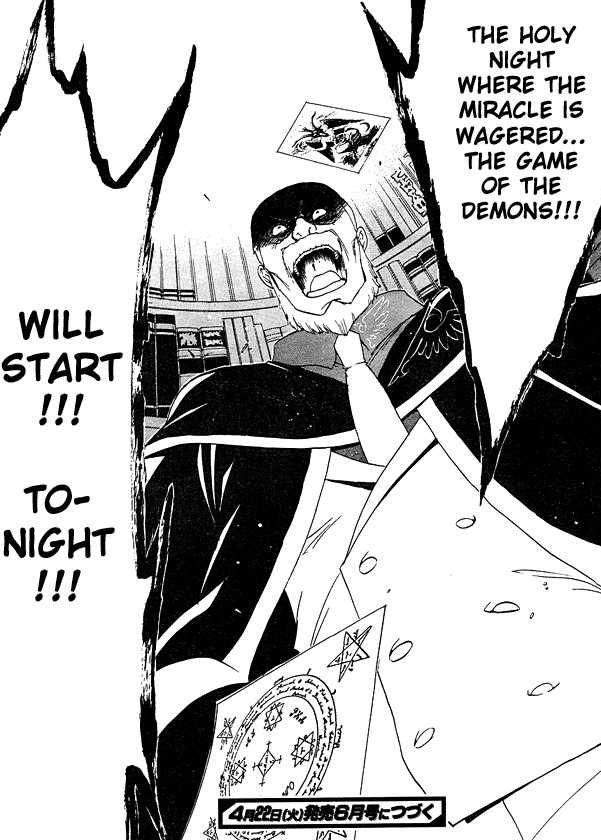 THE HOLY
NIGHT
WHERE THE
MIRACLE IS
WAGERED...
THE GAME
OF THE
DEMONS!!!
WILL
START
!!!
TO-
NIGHT
!!!
4月22日(火)発売6月号につづく